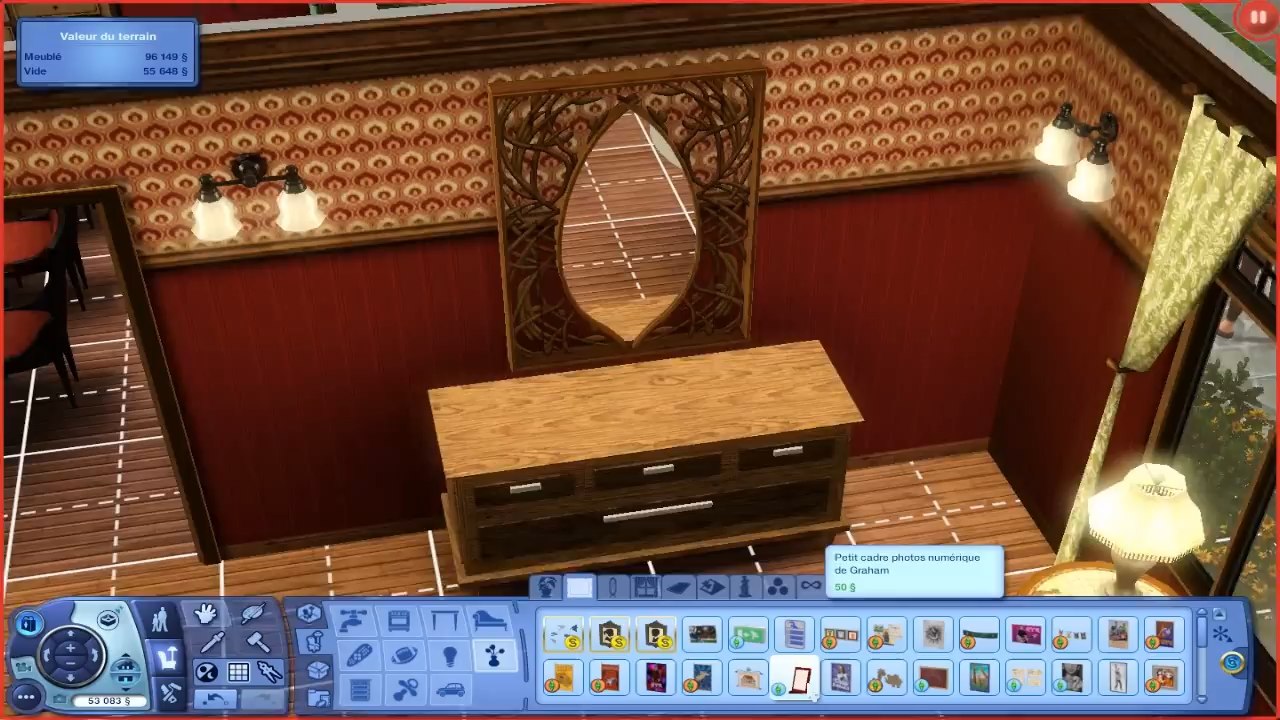 Valeur du terrain
Meublé 96 149 §
Vide 55 648 §
Petit cadre photos numérique
de Graham
50 §
53 083 §